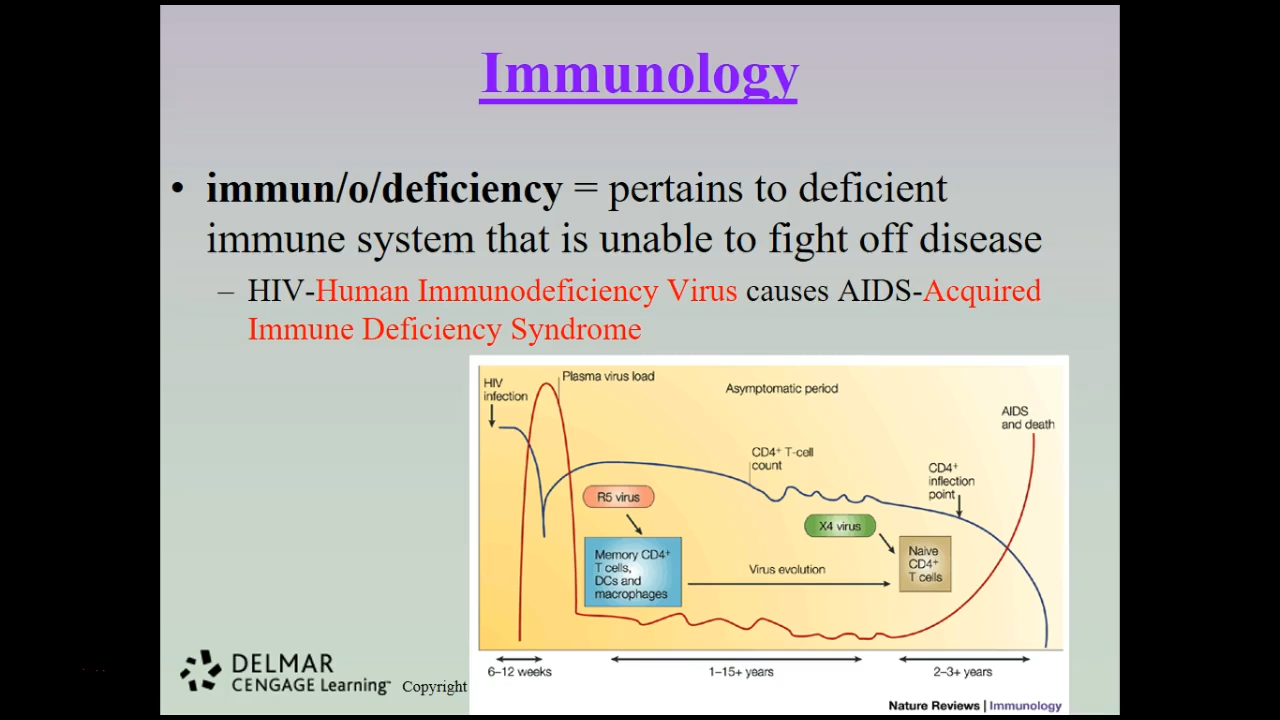 Immunology
• immun/o/deficiency = pertains to deficient
immune system that is unable to fight off disease
– HIV-Human Immunodeficiency Virus causes AIDS-Acquired
Immune Deficiency Syndrome
HIV
infection
Plasma virus load
Asymptomatic period
AIDS
and death
CD4⁺ T-cell
count
CD4⁺
inflection
point
R5 virus
X4 virus
Memory CD4⁺
T cells,
DCs and
macrophages
Virus evolution
Naive
CD4⁺
T cells
6–12 weeks
1–15+ years
2–3+ years
Nature Reviews | Immunology
DELMAR
CENGAGE Learning™
Copyright